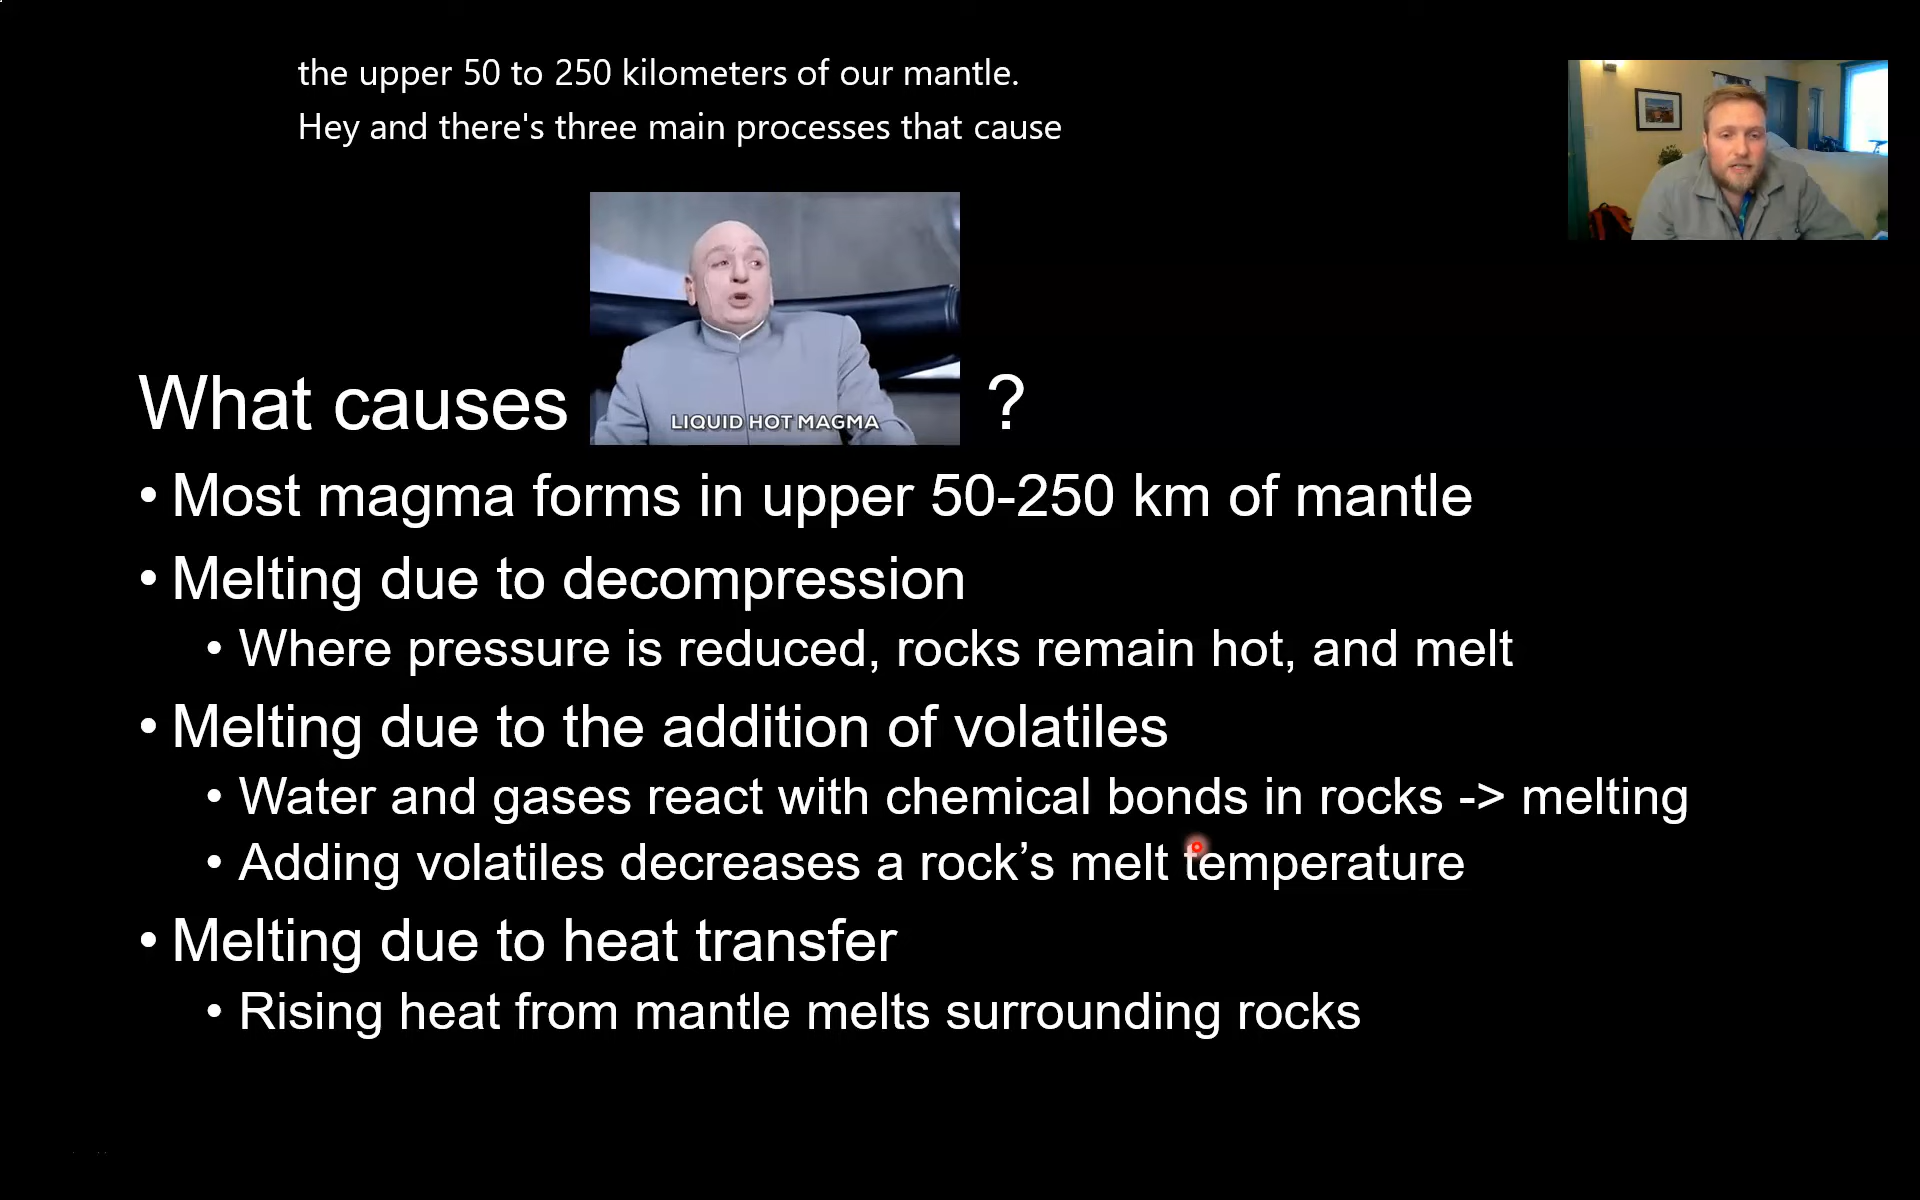 the upper 50 to 250 kilometers of our mantle.
Hey and there's three main processes that cause
LIQUID HOT MAGMA
What causes ?
• Most magma forms in upper 50-250 km of mantle
• Melting due to decompression
• Where pressure is reduced, rocks remain hot, and melt
• Melting due to the addition of volatiles
• Water and gases react with chemical bonds in rocks -> melting
• Adding volatiles decreases a rock’s melt temperature
• Melting due to heat transfer
• Rising heat from mantle melts surrounding rocks